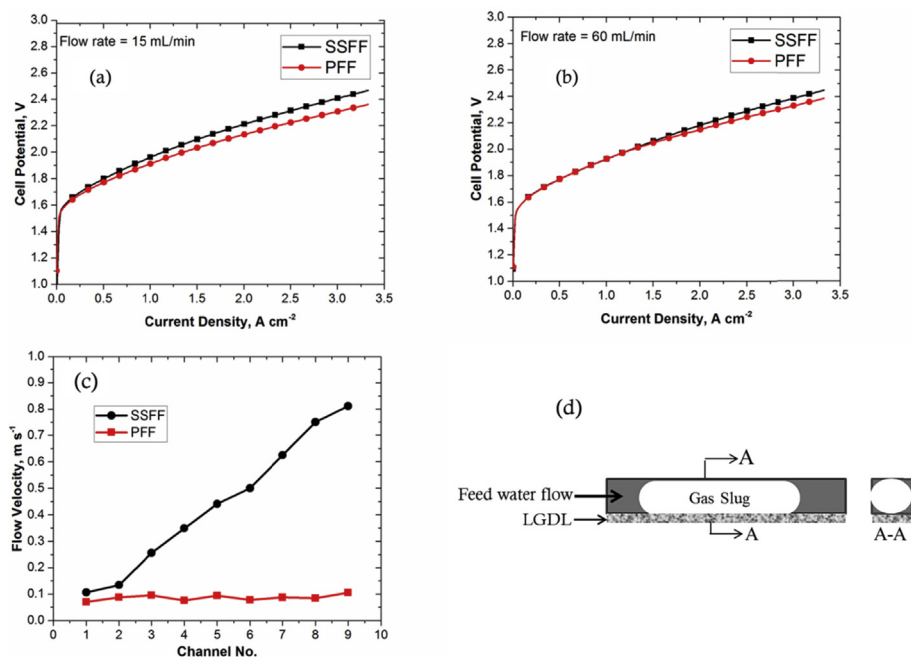 (a)
Flow rate = 15 mL/min
SSFF
PFF
2.8
2.6
2.4
2.2
2.0
1.8
1.6
1.4
1.2
1.0
Cell Potential, V
0.0 0.5 1.0 1.5 2.0 2.5 3.0 3.5
Current Density, A cm-2
(b)
Flow rate = 60 mL/min
SSFF
PFF
2.8
2.6
2.4
2.2
2.0
1.8
1.6
1.4
1.2
1.0
Cell Potential, V
0.0 0.5 1.0 1.5 2.0 2.5 3.0 3.5
Current Density, A cm-2
(c)
SSFF
PFF
1.0
0.9
0.8
0.7
0.6
0.5
0.4
0.3
0.2
0.1
0.0
Flow Velocity, m s-1
0 1 2 3 4 5 6 7 8 9 10
Channel No.
(d)
A
Feed water flow
Gas Slug
LGDL
A
A-A